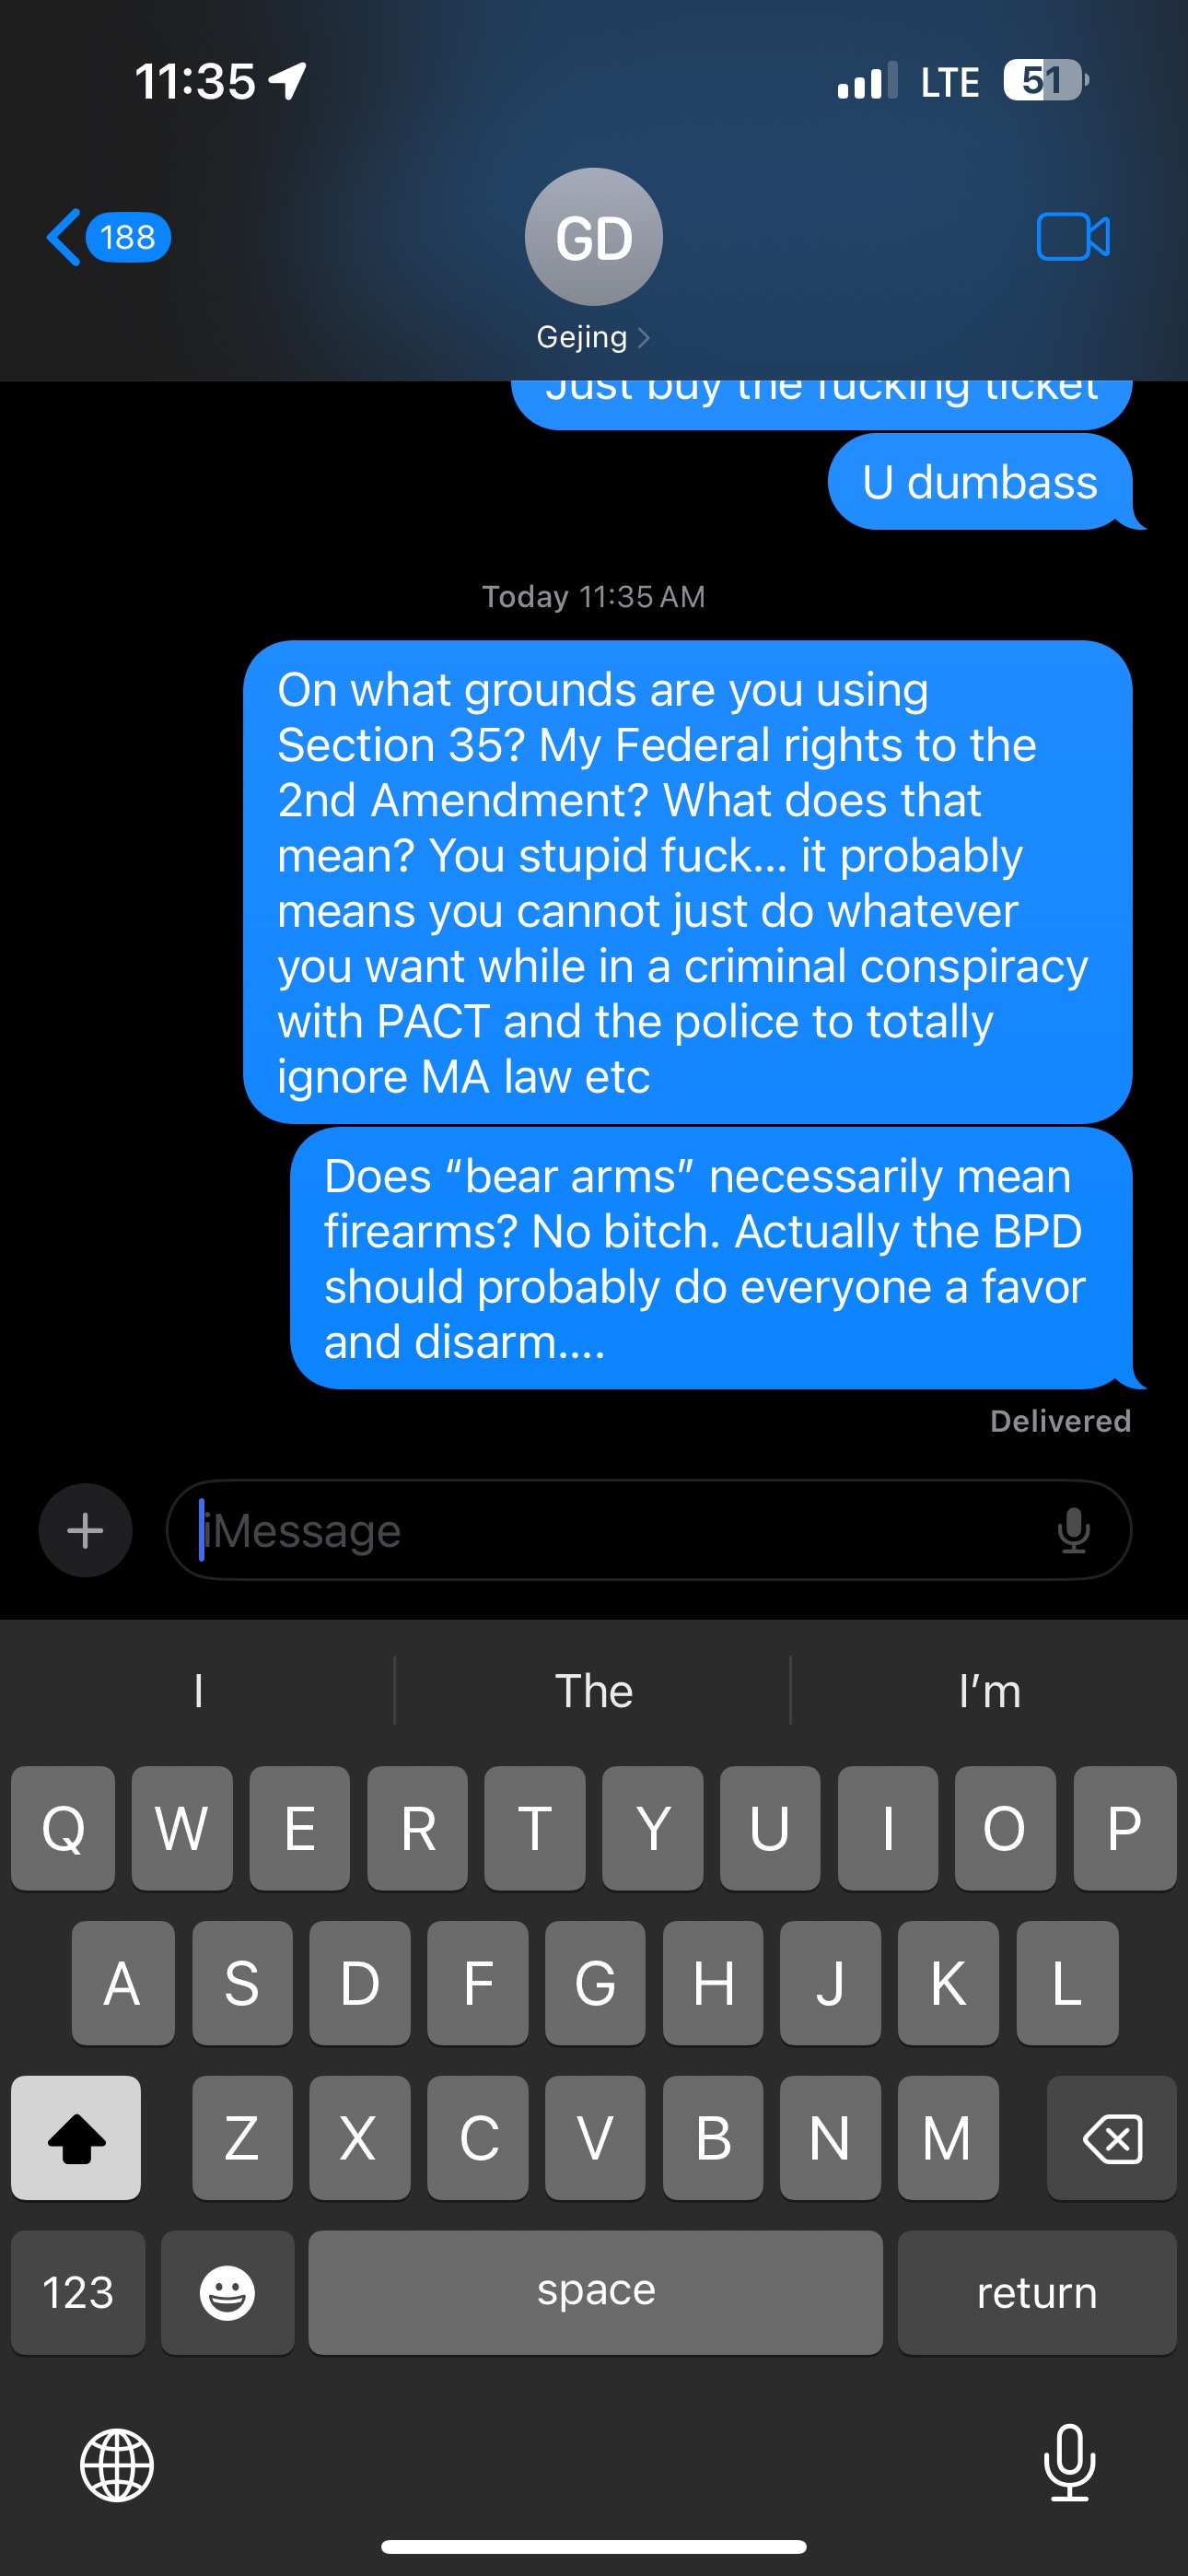 11:35
LTE
51
188
GD
Gejing
Just buy the fucking ticket
U dumbass
Today 11:35 AM
On what grounds are you using
Section 35? My Federal rights to the
2nd Amendment? What does that
mean? You stupid fuck... it probably
means you cannot just do whatever
you want while in a criminal conspiracy
with PACT and the police to totally
ignore MA law etc
Does “bear arms” necessarily mean
firearms? No bitch. Actually the BPD
should probably do everyone a favor
and disarm....
Delivered
iMessage
I The I’m
Q W E R T Y U I O P
A S D F G H J K L
Z X C V B N M
123 space return